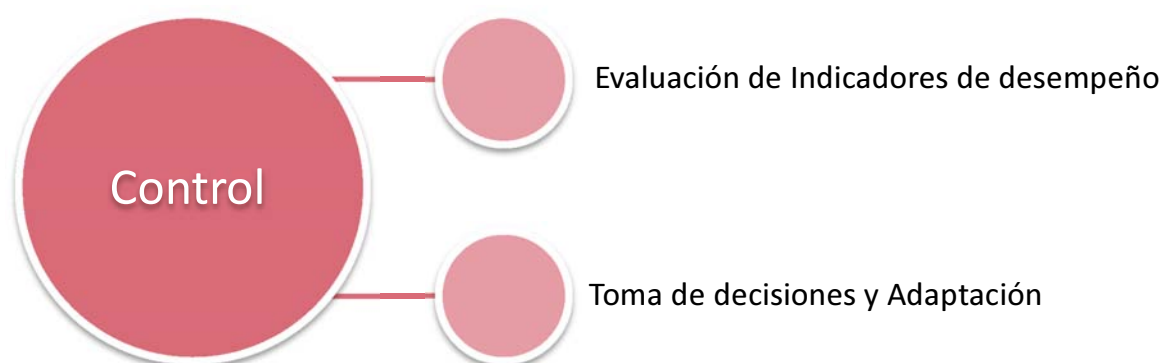 Evaluación de Indicadores de desempeño
Control
Toma de decisiones y Adaptación